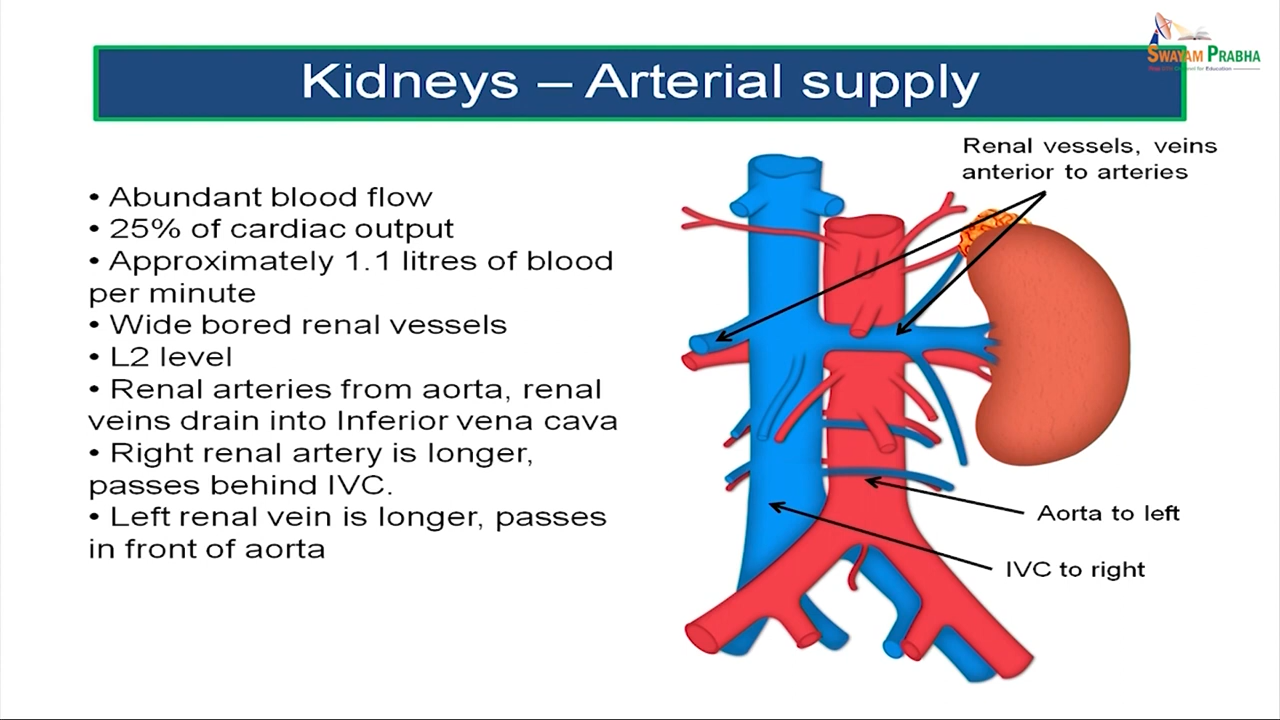 SWAYAM PRABHA
Kidneys – Arterial supply
Renal vessels, veins
anterior to arteries
• Abundant blood flow
• 25% of cardiac output
• Approximately 1.1 litres of blood
per minute
• Wide bored renal vessels
• L2 level
• Renal arteries from aorta, renal
veins drain into Inferior vena cava
• Right renal artery is longer,
passes behind IVC.
• Left renal vein is longer, passes
in front of aorta
Aorta to left
IVC to right